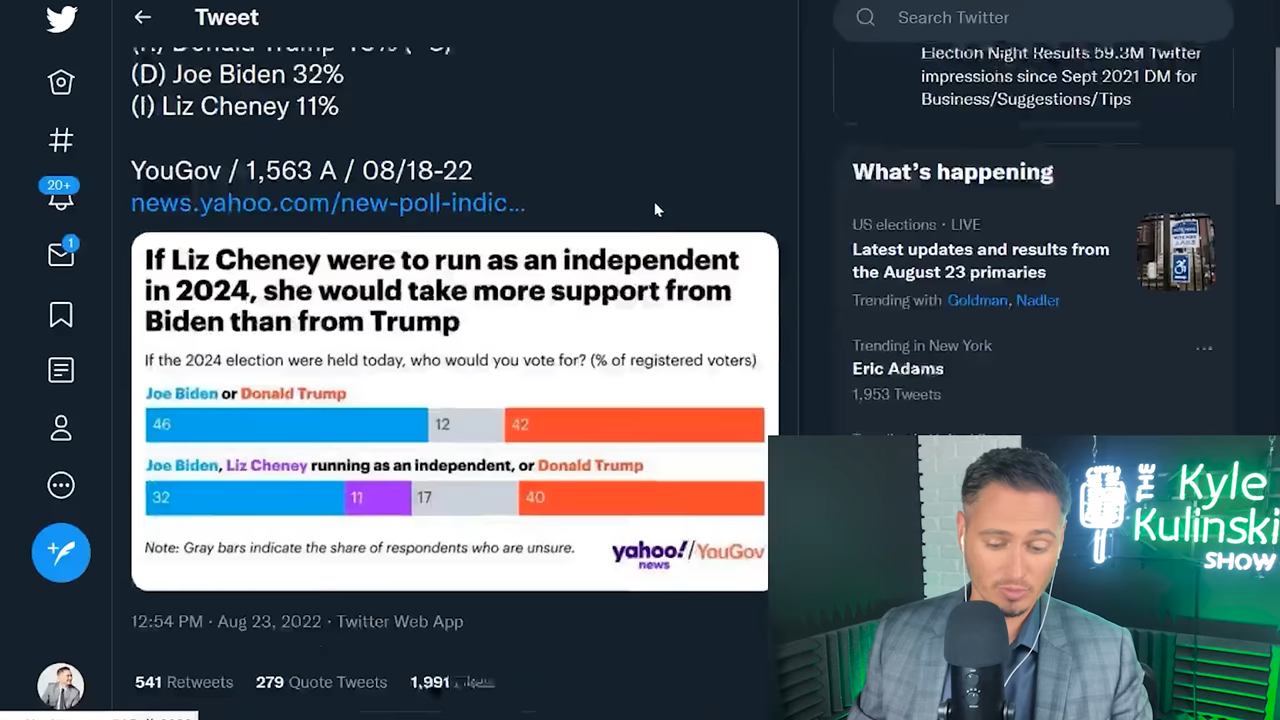 Tweet
Search Twitter
(R) Donald Trump
(D) Joe Biden 32%
(I) Liz Cheney 11%
YouGov / 1,563 A / 08/18-22
news.yahoo.com/new-poll-indic...
If Liz Cheney were to run as an independent
in 2024, she would take more support from
Biden than from Trump
If the 2024 election were held today, who would you vote for? (% of registered voters)
Joe Biden or Donald Trump
46 12 42
Joe Biden, Liz Cheney running as an independent, or Donald Trump
32 11 17 40
Note: Gray bars indicate the share of respondents who are unsure.
yahoo!/YouGov
news
12:54 PM · Aug 23, 2022 · Twitter Web App
541 Retweets 279 Quote Tweets 1,991
20+
1
Election Night Results 59.3M Twitter
impressions since Sept 2021 DM for
Business/Suggestions/Tips
What's happening
US elections · LIVE
Latest updates and results from
the August 23 primaries
Trending with Goldman, Nadler
Trending in New York
Eric Adams
1,953 Tweets
THE
Kyle
Kulinski
SHOW